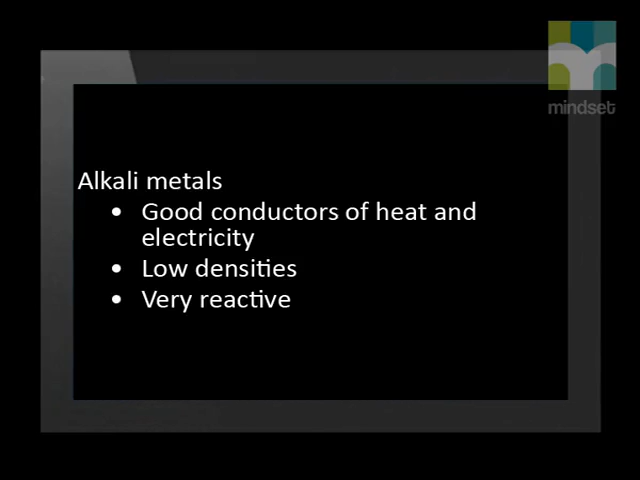 mindset
Alkali metals
• Good conductors of heat and
electricity
• Low densities
• Very reactive